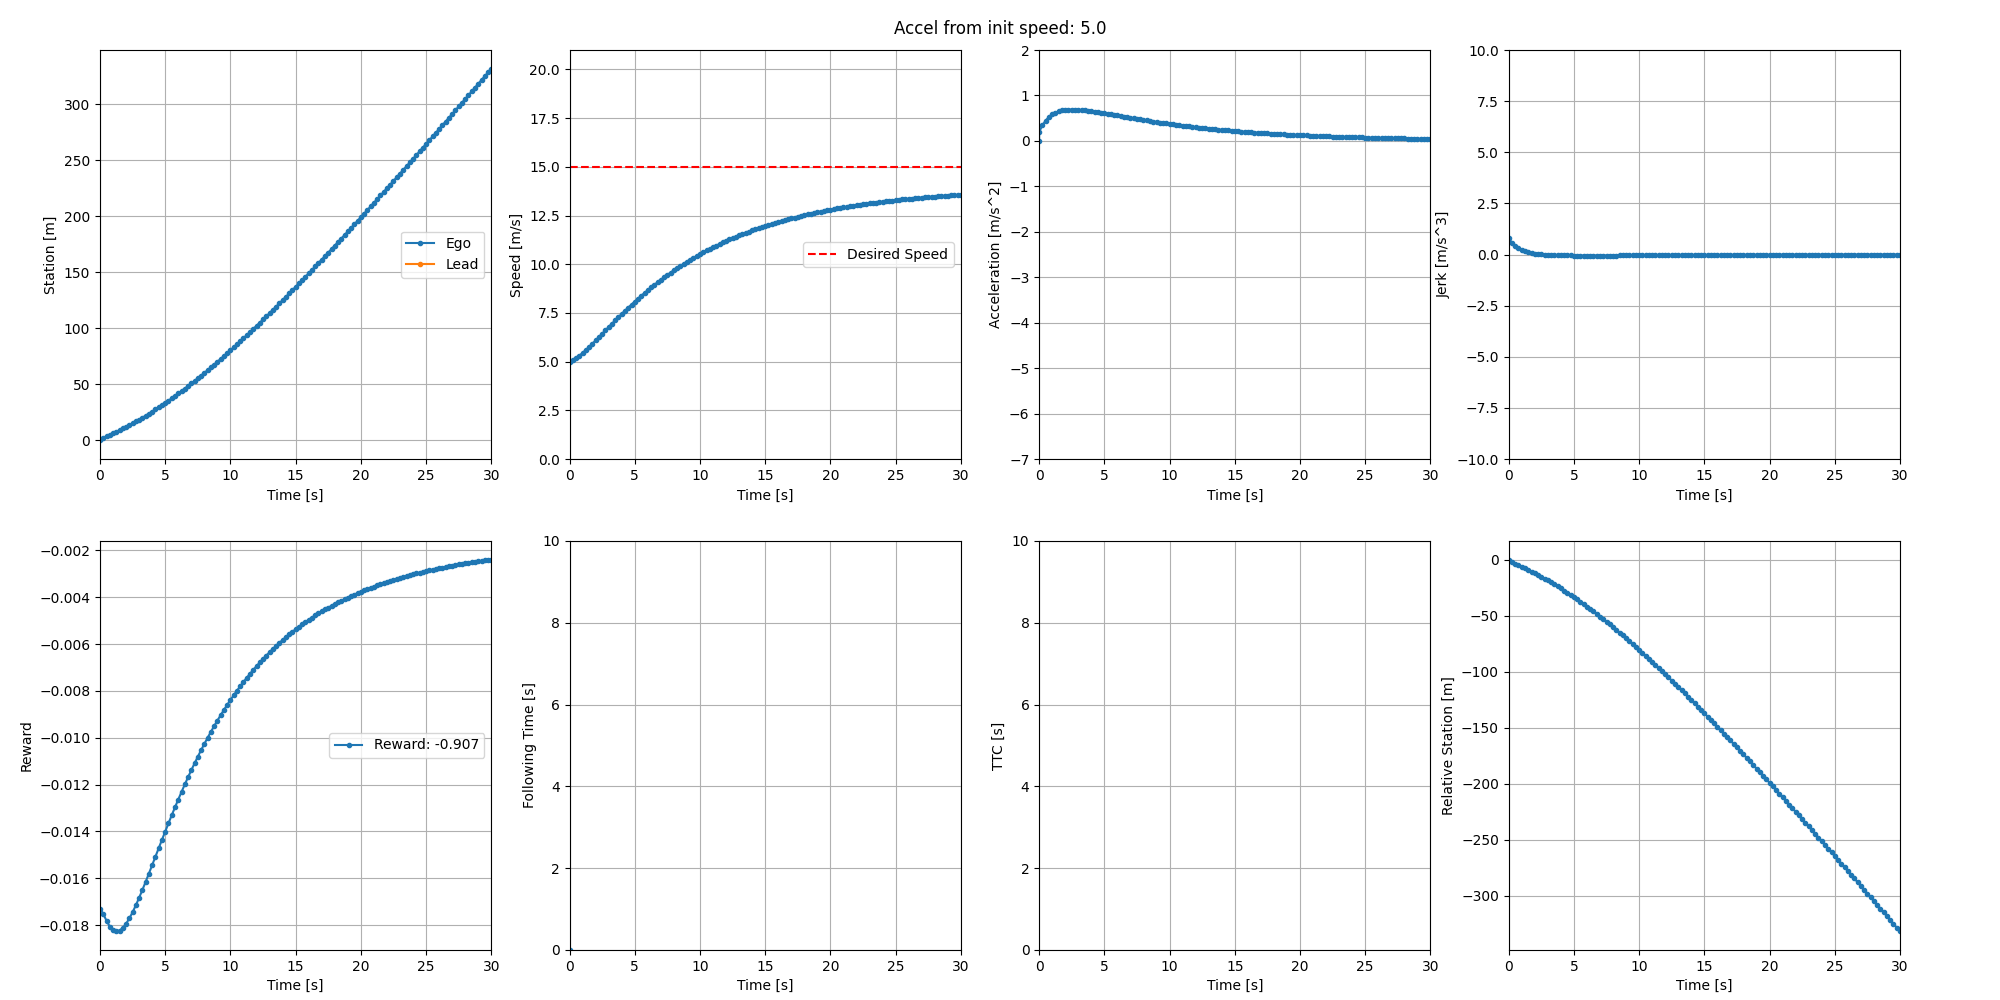 Accel from init speed: 5.0
Station [m]
300
250
200
150
100
50
0
0 5 10 15 20 25 30
Time [s]
Ego
Lead
Speed [m/s]
20.0
17.5
15.0
12.5
10.0
7.5
5.0
2.5
0.0
0 5 10 15 20 25 30
Time [s]
Desired Speed
Acceleration [m/s^2]
2
1
0
−1
−2
−3
−4
−5
−6
−7
0 5 10 15 20 25 30
Time [s]
Jerk [m/s^3]
10.0
7.5
5.0
2.5
0.0
−2.5
−5.0
−7.5
−10.0
0 5 10 15 20 25 30
Time [s]
Reward
−0.002
−0.004
−0.006
−0.008
−0.010
−0.012
−0.014
−0.016
−0.018
0 5 10 15 20 25 30
Time [s]
Reward: -0.907
Following Time [s]
10
8
6
4
2
0
0 5 10 15 20 25 30
Time [s]
TTC [s]
10
8
6
4
2
0
0 5 10 15 20 25 30
Time [s]
Relative Station [m]
0
−50
−100
−150
−200
−250
−300
0 5 10 15 20 25 30
Time [s]